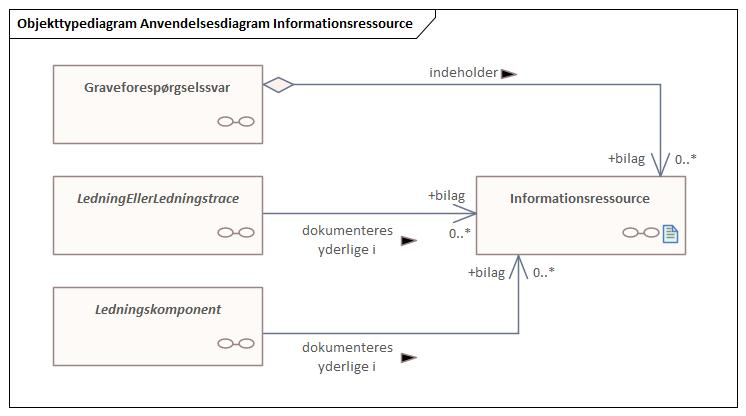 Objekttypediagram Anvendelsesdiagram Informationsressource
indeholder
Graveforespørgselssvar
+bilag
0..*
LedningEllerLedningstrace
+bilag
Informationsressource
dokumenteres
yderlige i
0..*
+bilag
0..*
Ledningskomponent
dokumenteres
yderlige i